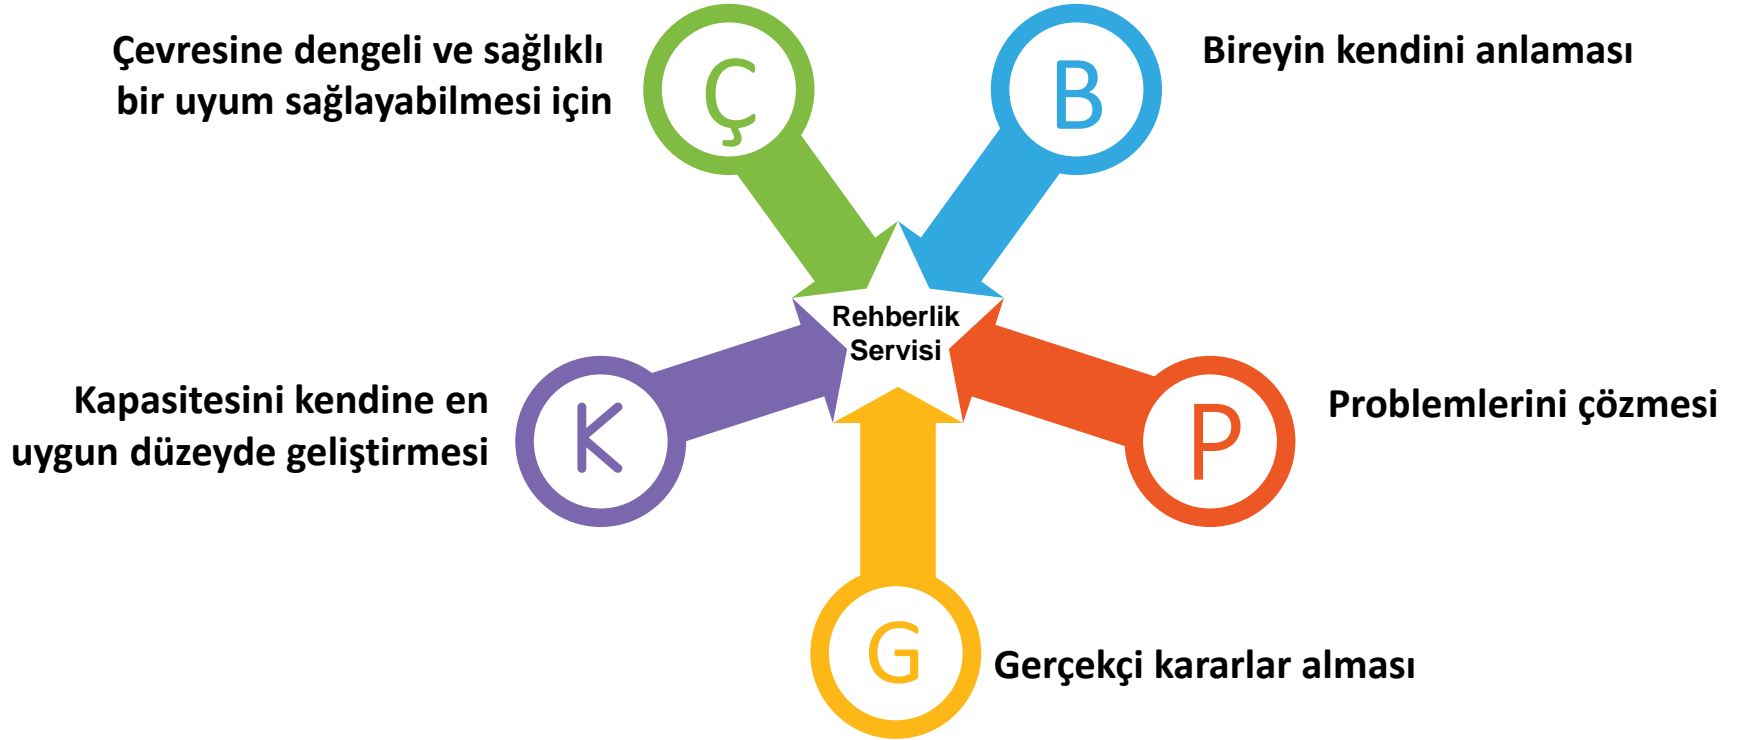 Çevresine dengeli ve sağlıklı
bir uyum sağlayabilmesi için
Ç
B
Bireyin kendini anlaması
Rehberlik
Servisi
Kapasitesini kendine en
uygun düzeyde geliştirmesi
K
P
Problemlerini çözmesi
G
Gerçekçi kararlar alması